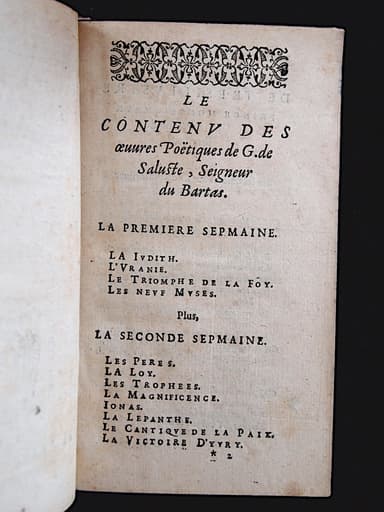 LE
CONTENV DES
œuures Poëtiques de G. de
Saluste, Seigneur
du Bartas.
LA PREMIERE SEPMAINE.
LA IVDITH.
L'VRANIE.
LE TRIOMPHE DE LA FOY.
LES NEVF MVSES.
Plus,
LA SECONDE SEPMAINE.
LES PERES.
LA LOY.
LES TROPHEES.
LA MAGNIFICENCE.
IONAS.
LA LEPANTHE.
LE CANTIQVE DE LA PAIX.
LA VICTOIRE D'YVRY.
* 2